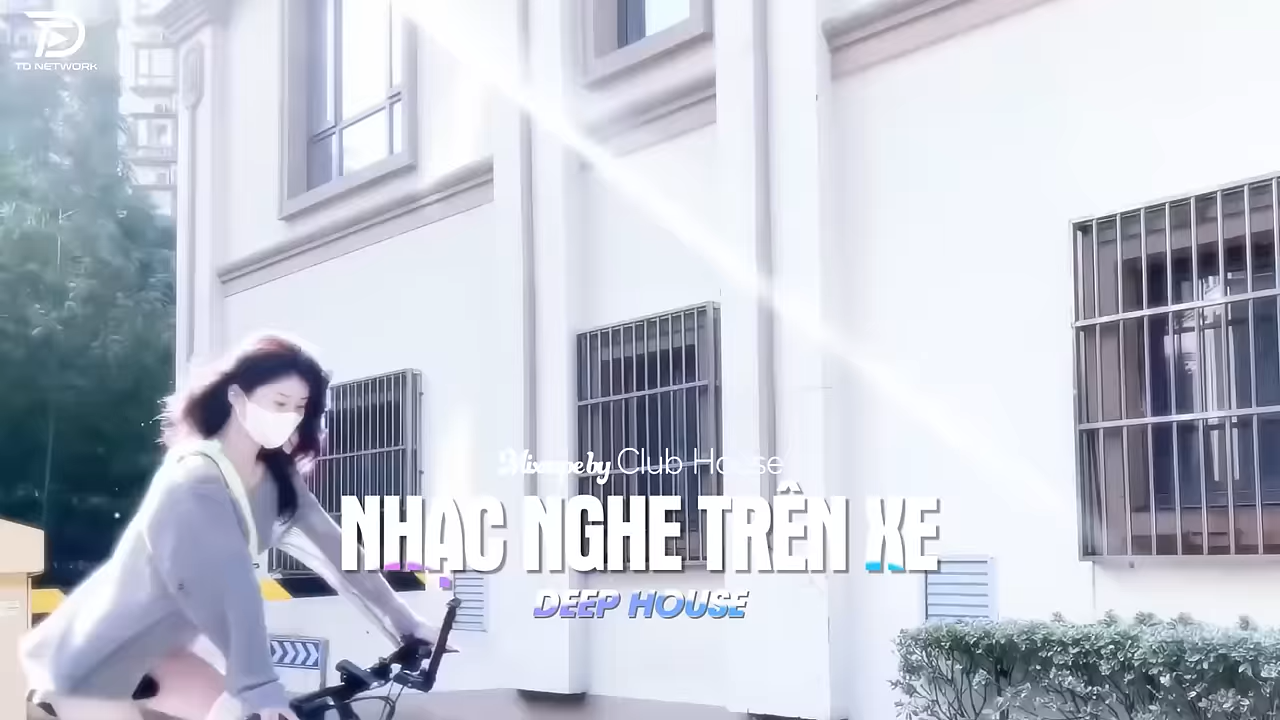 TD NETWORK
Mixtape by Club House
NHẠC NGHE TRÊN XE
DEEP HOUSE